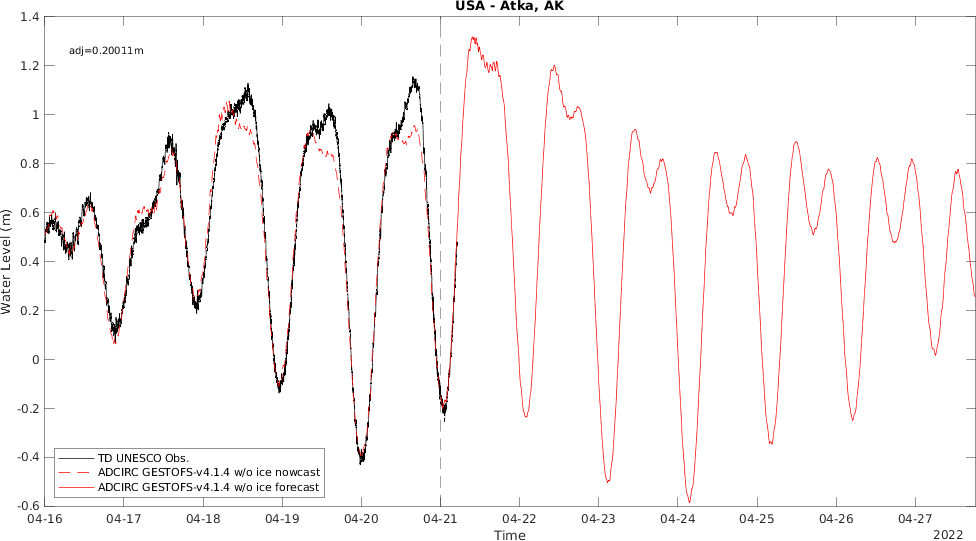 USA - Atka, AK
adj=0.20011m
1.4
1.2
1
0.8
0.6
0.4
0.2
0
-0.2
-0.4
-0.6
Water Level (m)
TD UNESCO Obs.
ADCIRC GESTOFS-v4.1.4 w/o ice nowcast
ADCIRC GESTOFS-v4.1.4 w/o ice forecast
04-16 04-17 04-18 04-19 04-20 04-21 04-22 04-23 04-24 04-25 04-26 04-27
Time
2022